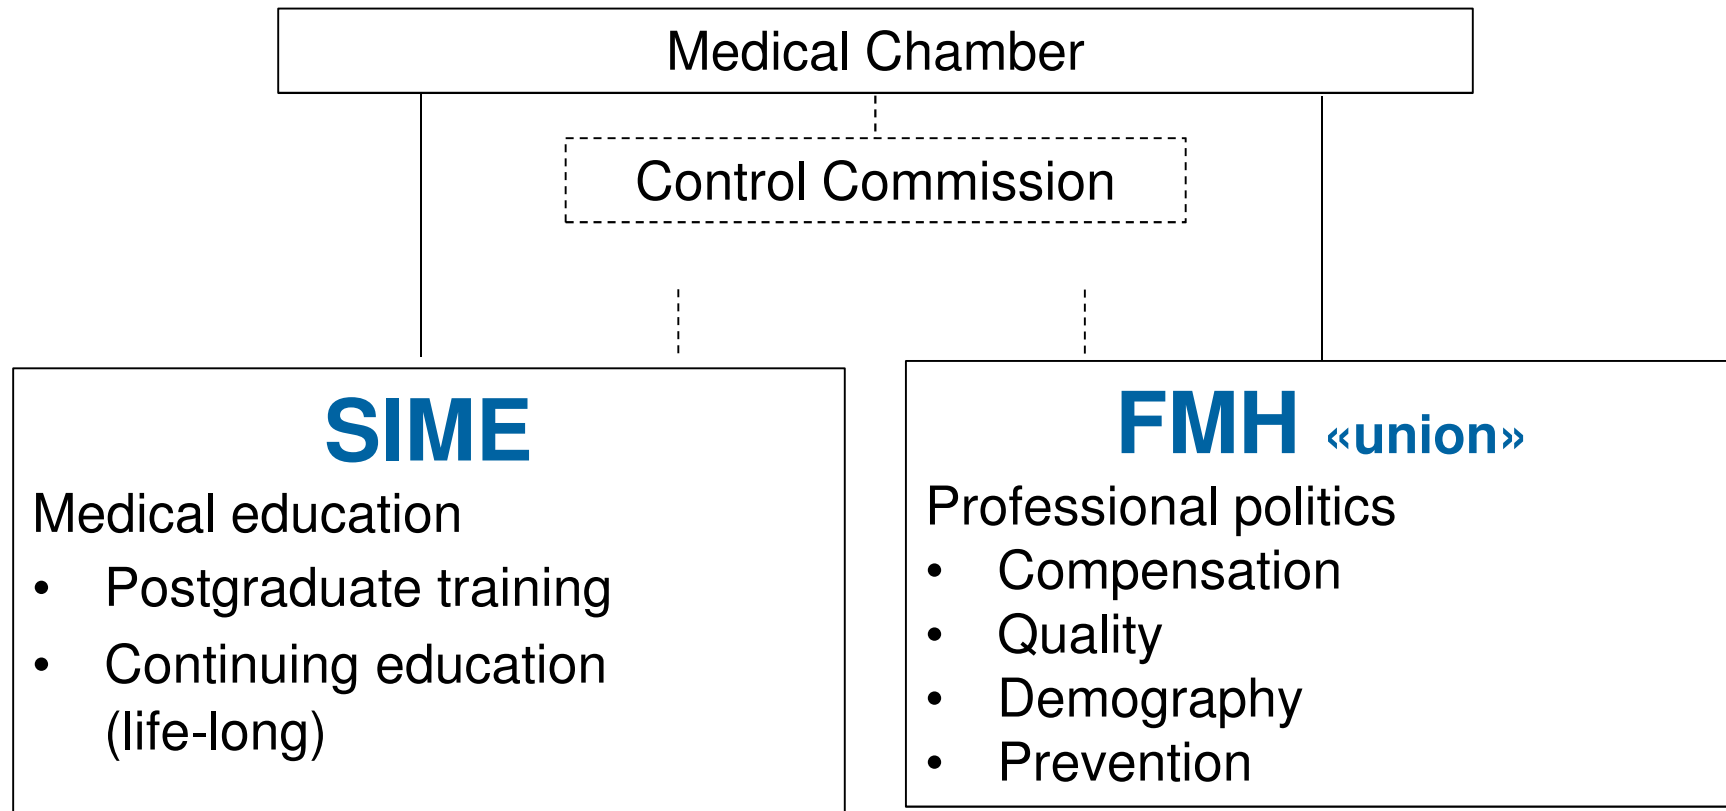 Medical Chamber
Control Commission
SIME
Medical education
• Postgraduate training
• Continuing education
(life-long)
FMH «union»
Professional politics
• Compensation
• Quality
• Demography
• Prevention